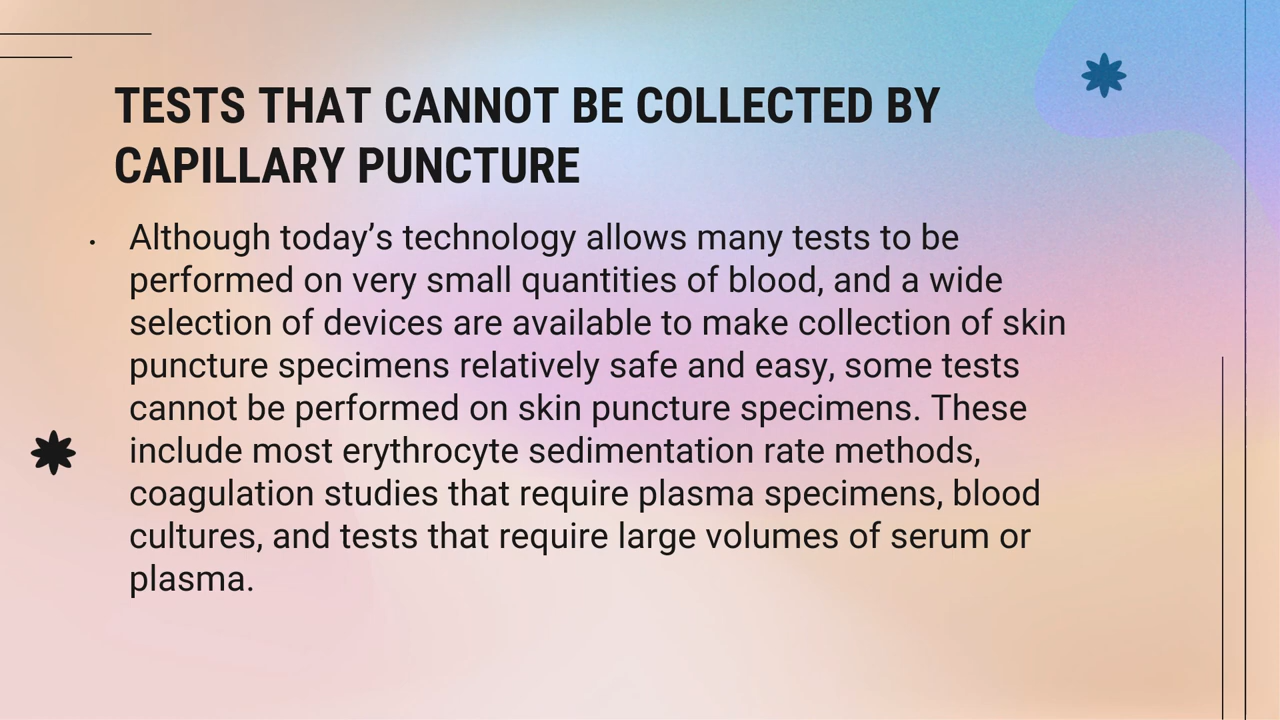 TESTS THAT CANNOT BE COLLECTED BY
CAPILLARY PUNCTURE
• Although today’s technology allows many tests to be
performed on very small quantities of blood, and a wide
selection of devices are available to make collection of skin
puncture specimens relatively safe and easy, some tests
cannot be performed on skin puncture specimens. These
include most erythrocyte sedimentation rate methods,
coagulation studies that require plasma specimens, blood
cultures, and tests that require large volumes of serum or
plasma.